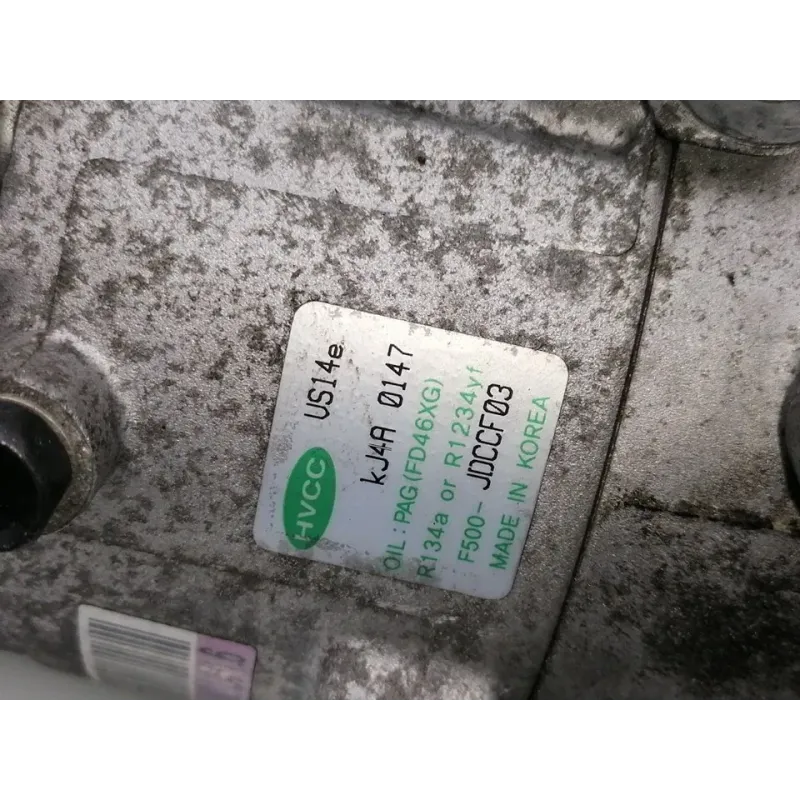 HVCC US14e
kJ4A 0147
OIL : PAG(FD46XG)
R134a or R1234yf
F500-JDCCF03
MADE IN KOREA